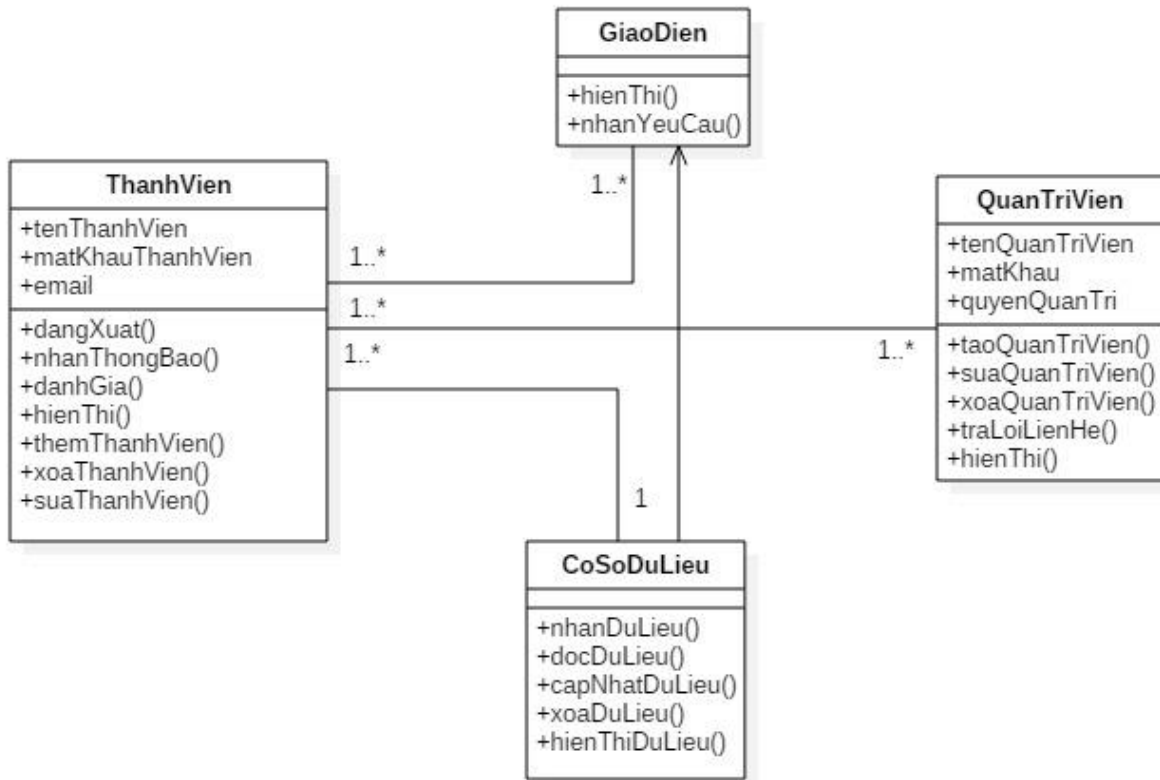 GiaoDien
+hienThi()
+nhanYeuCau()
1..*
ThanhVien
+tenThanhVien
+matKhauThanhVien
+email
+dangXuat()
+nhanThongBao()
+danhGia()
+hienThi()
+themThanhVien()
+xoaThanhVien()
+suaThanhVien()
1..*
1..*
1..*
1..*
QuanTriVien
+tenQuanTriVien
+matKhau
+quyenQuanTri
+taoQuanTriVien()
+suaQuanTriVien()
+xoaQuanTriVien()
+traLoiLienHe()
+hienThi()
1
CoSoDuLieu
+nhanDuLieu()
+docDuLieu()
+capNhatDuLieu()
+xoaDuLieu()
+hienThiDuLieu()